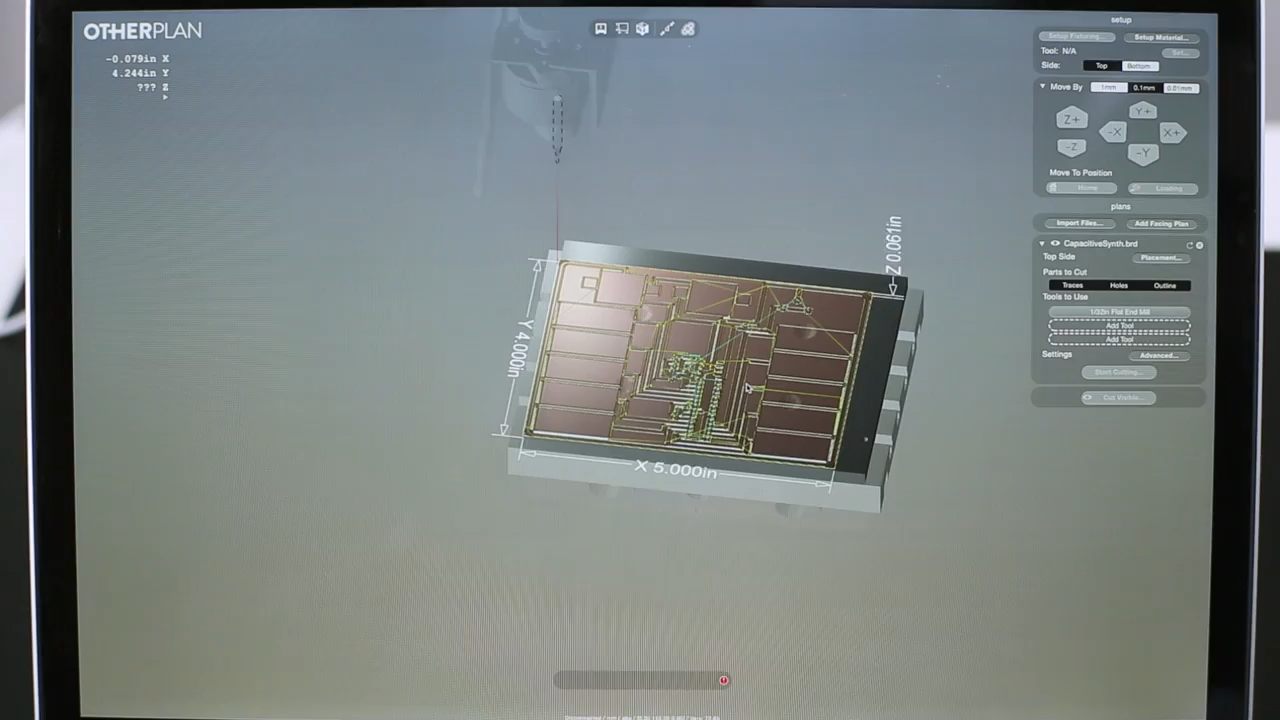 OTHERPLAN
-0.079in X
4.244in Y
??? Z
setup
Setup Fixturing...
Setup Material...
Tool: N/A
Set...
Side:
Top
Bottom
Move By
1mm
0.1mm
0.01mm
Z+
Y+
-X
X+
-Z
-Y
Move To Position
Home
Loading
plans
Import Files...
Add Facing Plan
CapacitiveSynth.brd
Top Side
Placement...
Parts to Cut
Traces
Holes
Outline
Tools to Use
1/32in Flat End Mill
Add Tool
Add Tool
Settings
Advanced...
Start Cutting...
Cut Visible...
Z 0.061in
Y 4.000in
X 5.000in